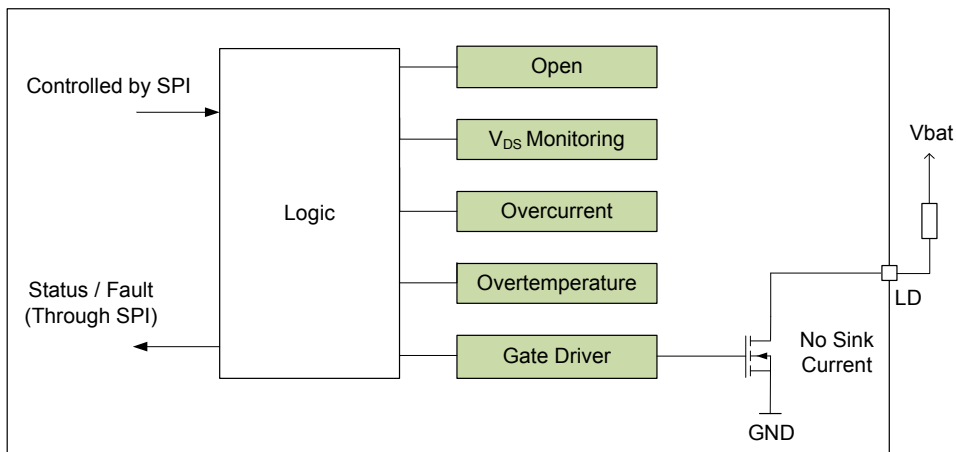 Controlled by SPI
Status / Fault
(Through SPI)
Logic
Open
VDS Monitoring
Overcurrent
Overtemperature
Gate Driver
No Sink
Current
GND
LD
Vbat